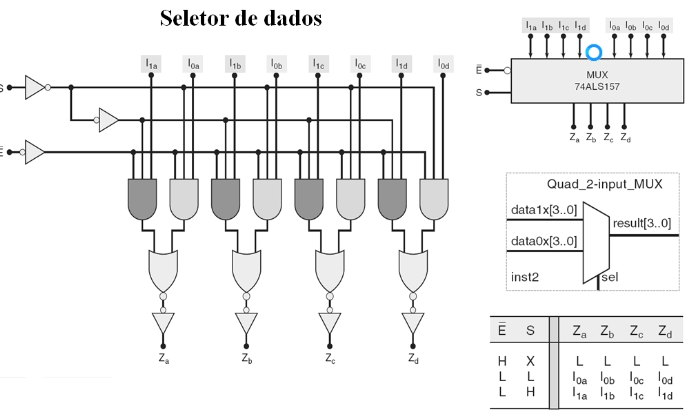 Seletor de dados
I1a I0a I1b I0b I1c I0c I1d I0d
S
E̅
Za Zb Zc Zd
I1a I1b I1c I1d I0a I0b I0c I0d
E̅
S
MUX
74ALS157
Za Zb Zc Zd
Quad_2-input_MUX
data1x[3..0]
result[3..0]
data0x[3..0]
inst2 sel
E̅ S Za Zb Zc Zd
H X L L L L
L L I0a I0b I0c I0d
L H I1a I1b I1c I1d